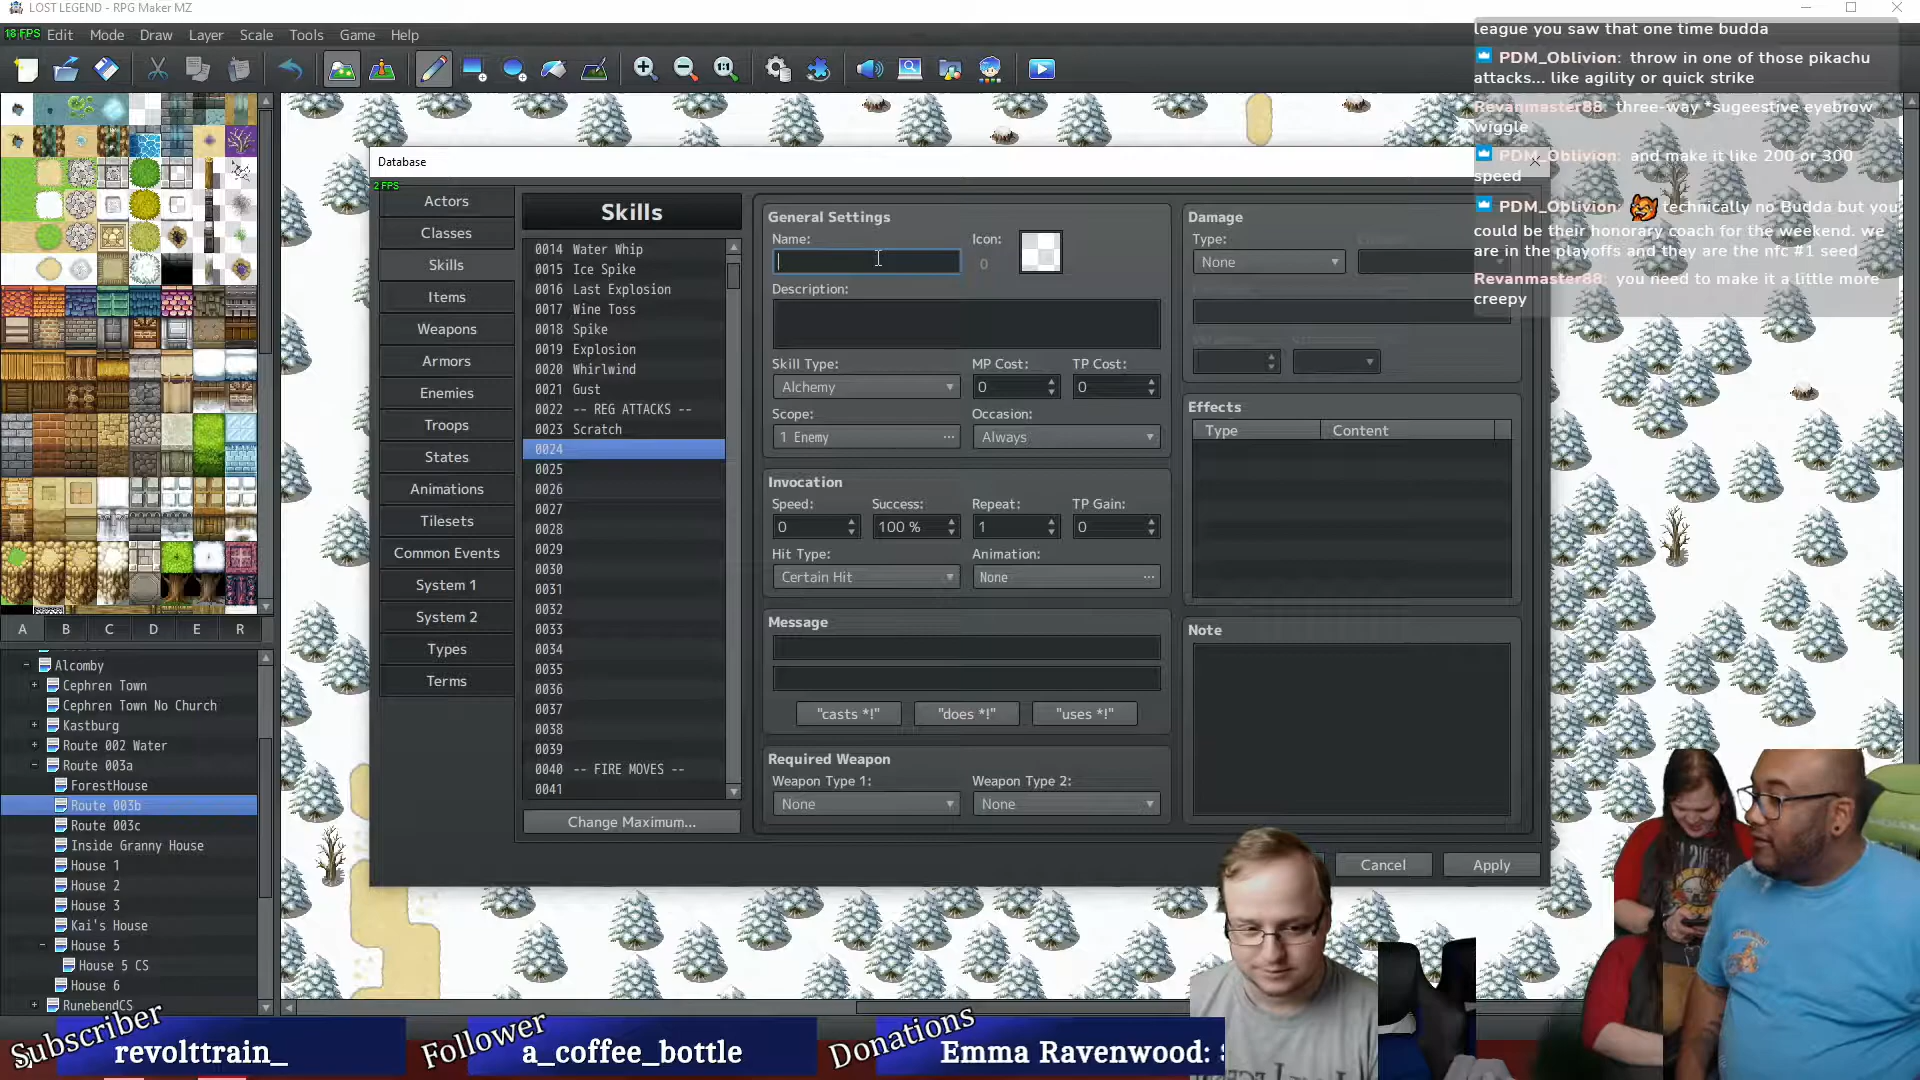 LOST LEGEND - RPG Maker MZ
18 FPS
Edit
Mode
Draw
Layer
Scale
Tools
Game
Help
league you saw that one time budda
PDM_Oblivion: throw in one of those pikachu
attacks... like agility or quick strike
Revanmaster88: three-way *sugeestive eyebrow
wiggle
PDM_Oblivion: and make it like 200 or 300
speed
PDM_Oblivion: technically no Budda but you
could be their honorary coach for the weekend. we
are in the playoffs and they are the nfc #1 seed
Revanmaster88: you need to make it a little more
creepy
Database
2 FPS
Actors
Classes
Skills
Items
Weapons
Armors
Enemies
Troops
States
Animations
Tilesets
Common Events
System 1
System 2
Types
Terms
Skills
0014 Water Whip
0015 Ice Spike
0016 Last Explosion
0017 Wine Toss
0018 Spike
0019 Explosion
0020 Whirlwind
0021 Gust
0022 -- REG ATTACKS --
0023 Scratch
0024
0025
0026
0027
0028
0029
0030
0031
0032
0033
0034
0035
0036
0037
0038
0039
0040 -- FIRE MOVES --
0041
Change Maximum...
General Settings
Name:
Icon:
0
Description:
Skill Type:
MP Cost:
TP Cost:
Alchemy
0
0
Scope:
Occasion:
1 Enemy
...
Always
Invocation
Speed:
Success:
Repeat:
TP Gain:
0
100 %
1
0
Hit Type:
Animation:
Certain Hit
None
...
Message
"casts *!"
"does *!"
"uses *!"
Required Weapon
Weapon Type 1:
Weapon Type 2:
None
None
Damage
Type:
None
Effects
Type
Content
Note
Cancel
Apply
A
B
C
D
E
R
Alcomby
Cephren Town
Cephren Town No Church
Kastburg
Route 002 Water
Route 003a
ForestHouse
Route 003b
Route 003c
Inside Granny House
House 1
House 2
House 3
Kai's House
House 5
House 5 CS
House 6
RunebendCS
Subscriber
revolttrain_
Follower
a_coffee_bottle
Donations
Emma Ravenwood: